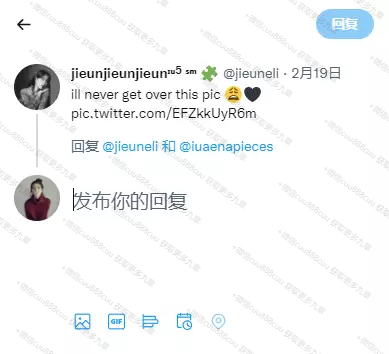 回复
jieunjieunjieunᶦᵘ⁵ ˢᵐ 🧩 @jieuneli · 2月19日
ill never get over this pic 😩🖤
pic.twitter.com/EFZkkUyR6m
回复 @jieuneli 和 @iuaenapieces
发布你的回复
GIF